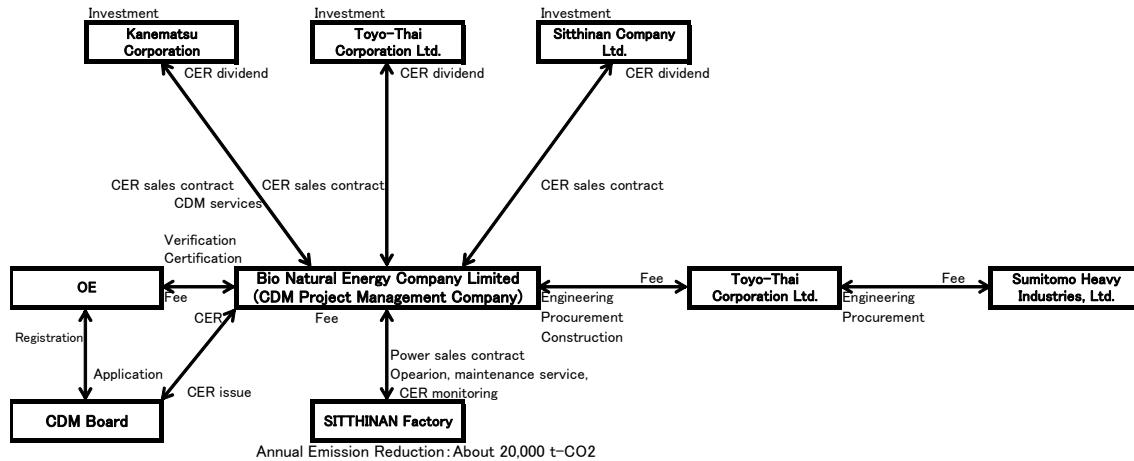 Investment
Investment
Investment
Kanematsu
Corporation
Toyo-Thai
Corporation Ltd.
Sitthinan Company
Ltd.
CER dividend
CER dividend
CER dividend
CER sales contract
CDM services
CER sales contract
CER sales contract
Verification
Certification
OE
Fee
Bio Natural Energy Company Limited
(CDM Project Management Company)
Fee
Engineering
Procurement
Construction
Fee
Toyo-Thai
Corporation Ltd.
Engineering
Procurement
Fee
Sumitomo Heavy
Industries, Ltd.
CER
Registration
Application
CER issue
Power sales contract
Opearion, maintenance service,
CER monitoring
CDM Board
SITTHINAN Factory
Annual Emission Reduction: About 20,000 t-CO2